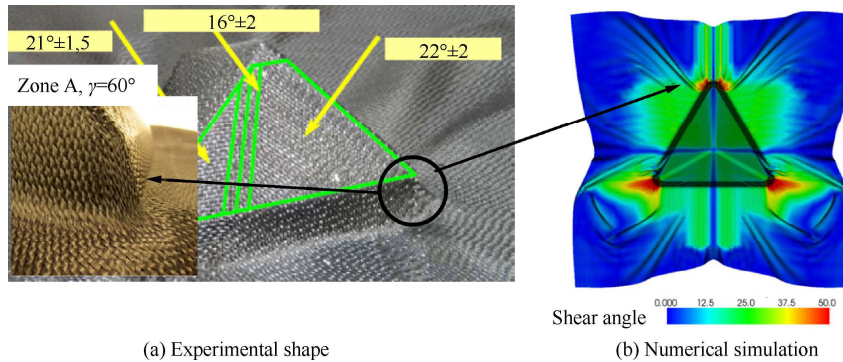 16°±2
21°±1,5
22°±2
Zone A, γ=60°
Shear angle
0.000 12.5 25.0 37.5 50.0
(a) Experimental shape
(b) Numerical simulation